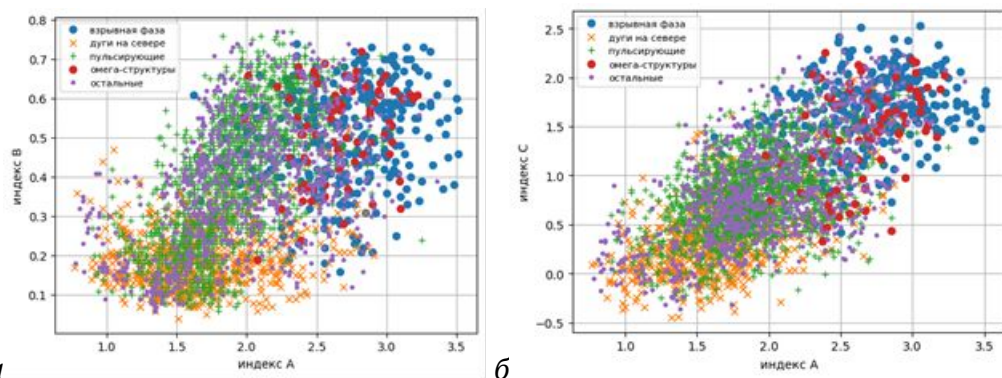 0.8
0.7
0.6
0.5
0.4
0.3
0.2
0.1
индекс B
взрывная фаза
дуги на севере
пульсирующие
омега-структуры
остальные
1.0 1.5 2.0 2.5 3.0 3.5
индекс A
б
2.5
2.0
1.5
1.0
0.5
0.0
−0.5
индекс C
взрывная фаза
дуги на севере
пульсирующие
омега-структуры
остальные
1.0 1.5 2.0 2.5 3.0 3.5
индекс A